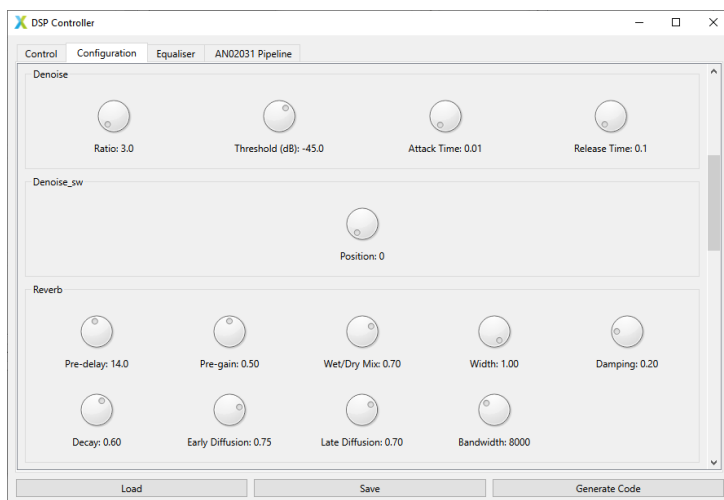 DSP Controller
Control Configuration Equaliser AN02031 Pipeline
Denoise
Ratio: 3.0 Threshold (dB): -45.0 Attack Time: 0.01 Release Time: 0.1
Denoise_sw
Position: 0
Reverb
Pre-delay: 14.0 Pre-gain: 0.50 Wet/Dry Mix: 0.70 Width: 1.00 Damping: 0.20
Decay: 0.60 Early Diffusion: 0.75 Late Diffusion: 0.70 Bandwidth: 8000
Load Save Generate Code